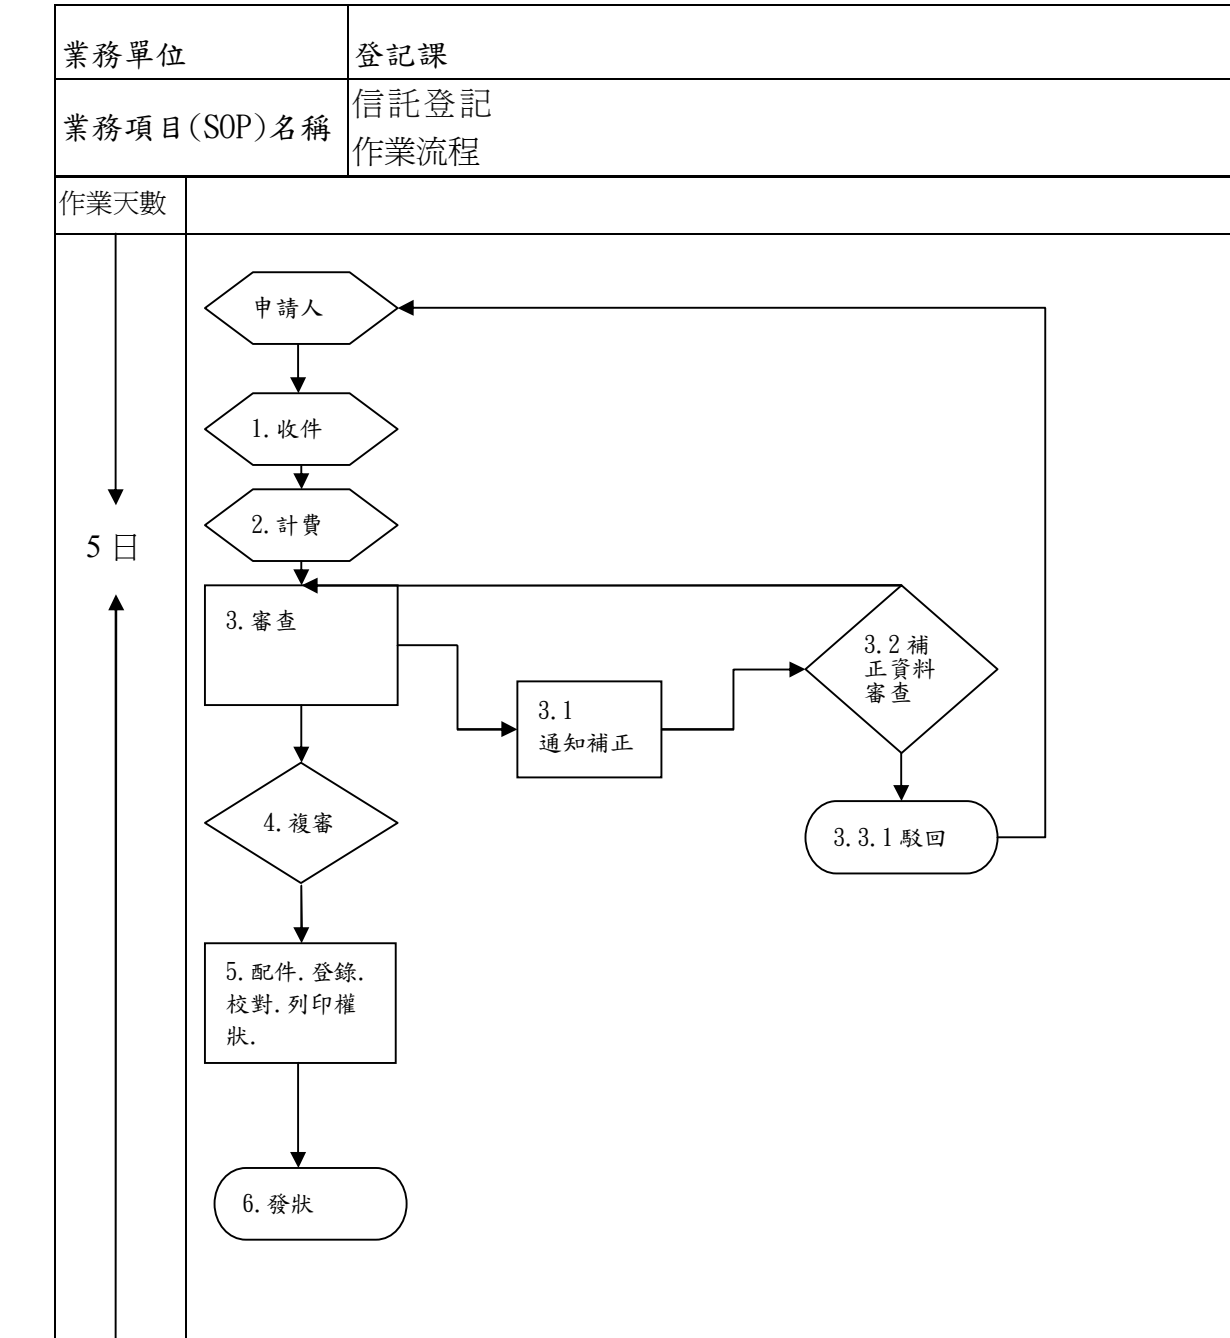 業務單位
登記課
業務項目(SOP)名稱
信託登記
作業流程
作業天數
申請人
1.收件
2.計費
5日
3.審查
3.2補
正資料
審查
3.1
通知補正
4.複審
3.3.1駁回
5.配件.登錄.
校對.列印權
狀.
6.發狀